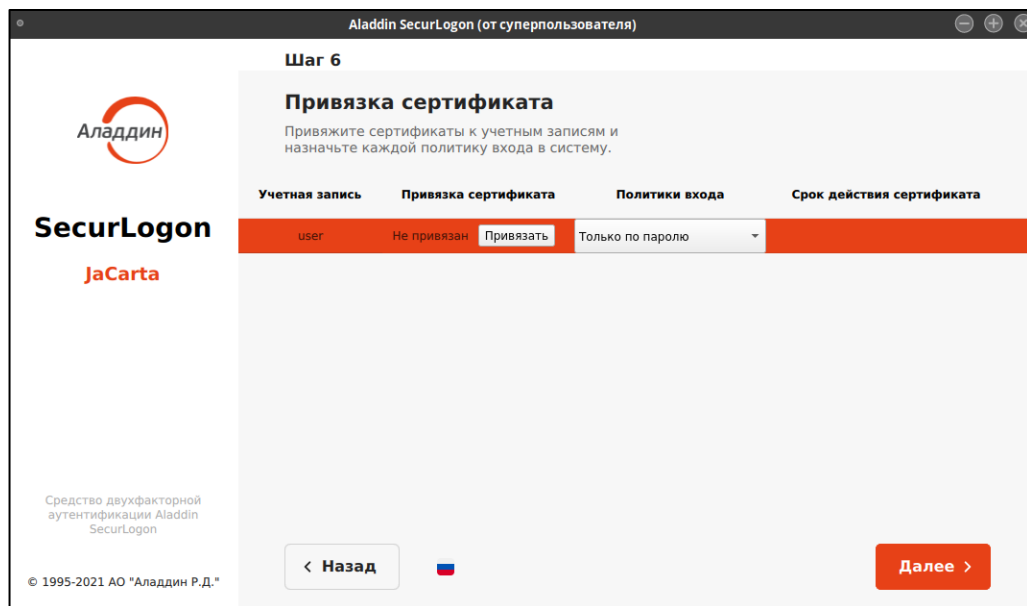 Aladdin SecurLogon (от суперпользователя)
Шаг 6
Аладдин
SecurLogon
JaCarta
Привязка сертификата
Привяжите сертификаты к учетным записям и
назначьте каждой политику входа в систему.
Учетная запись Привязка сертификата Политики входа Срок действия сертификата
user Не привязан Привязать Только по паролю
Средство двухфакторной
аутентификации Aladdin
SecurLogon
© 1995-2021 АО "Аладдин Р.Д."
Назад
Далее